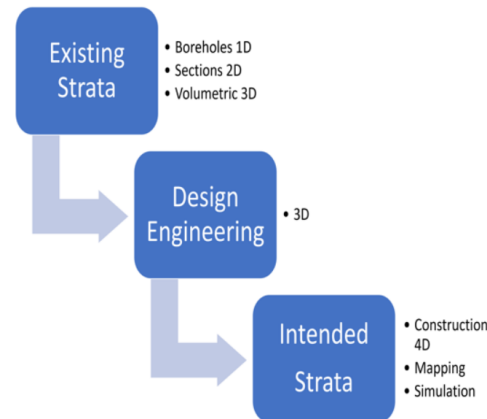 Existing
Strata
• Boreholes 1D
• Sections 2D
• Volumetric 3D
Design
Engineering
• 3D
Intended
Strata
• Construction
4D
• Mapping
• Simulation